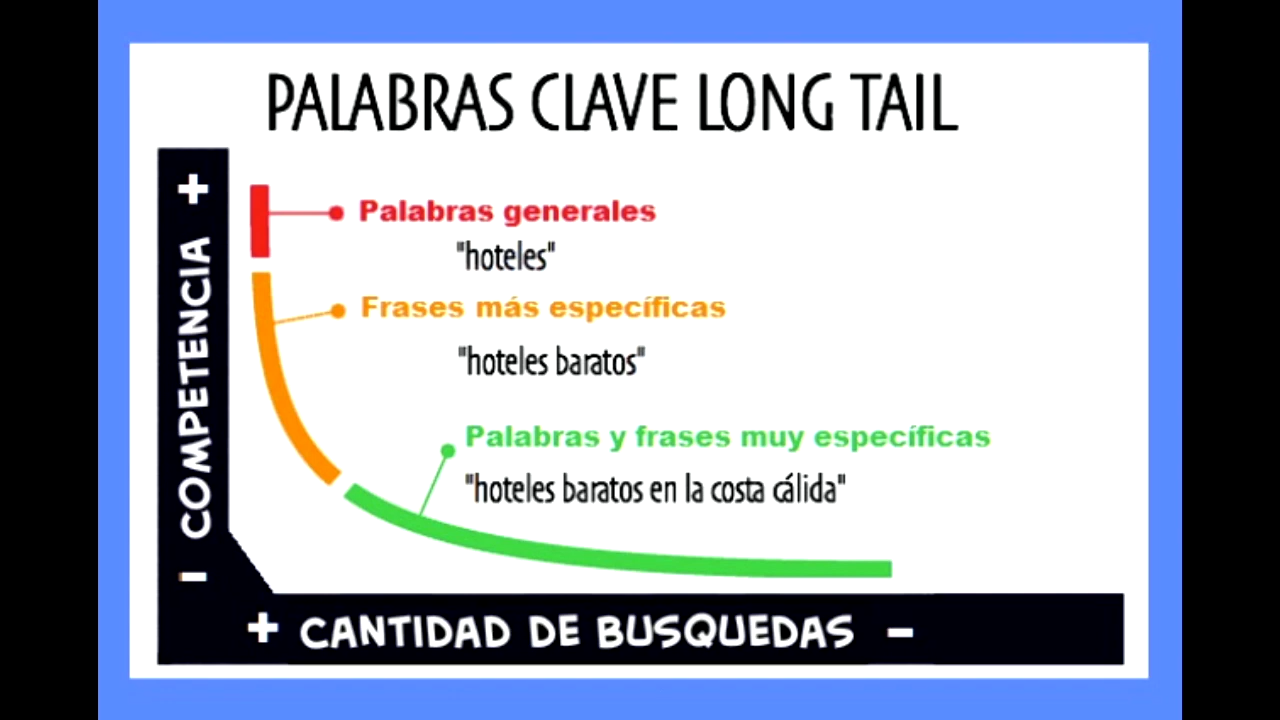 PALABRAS CLAVE LONG TAIL
+
COMPETENCIA
-
Palabras generales
"hoteles"
Frases más específicas
"hoteles baratos"
Palabras y frases muy específicas
"hoteles baratos en la costa cálida"
+ CANTIDAD DE BUSQUEDAS -